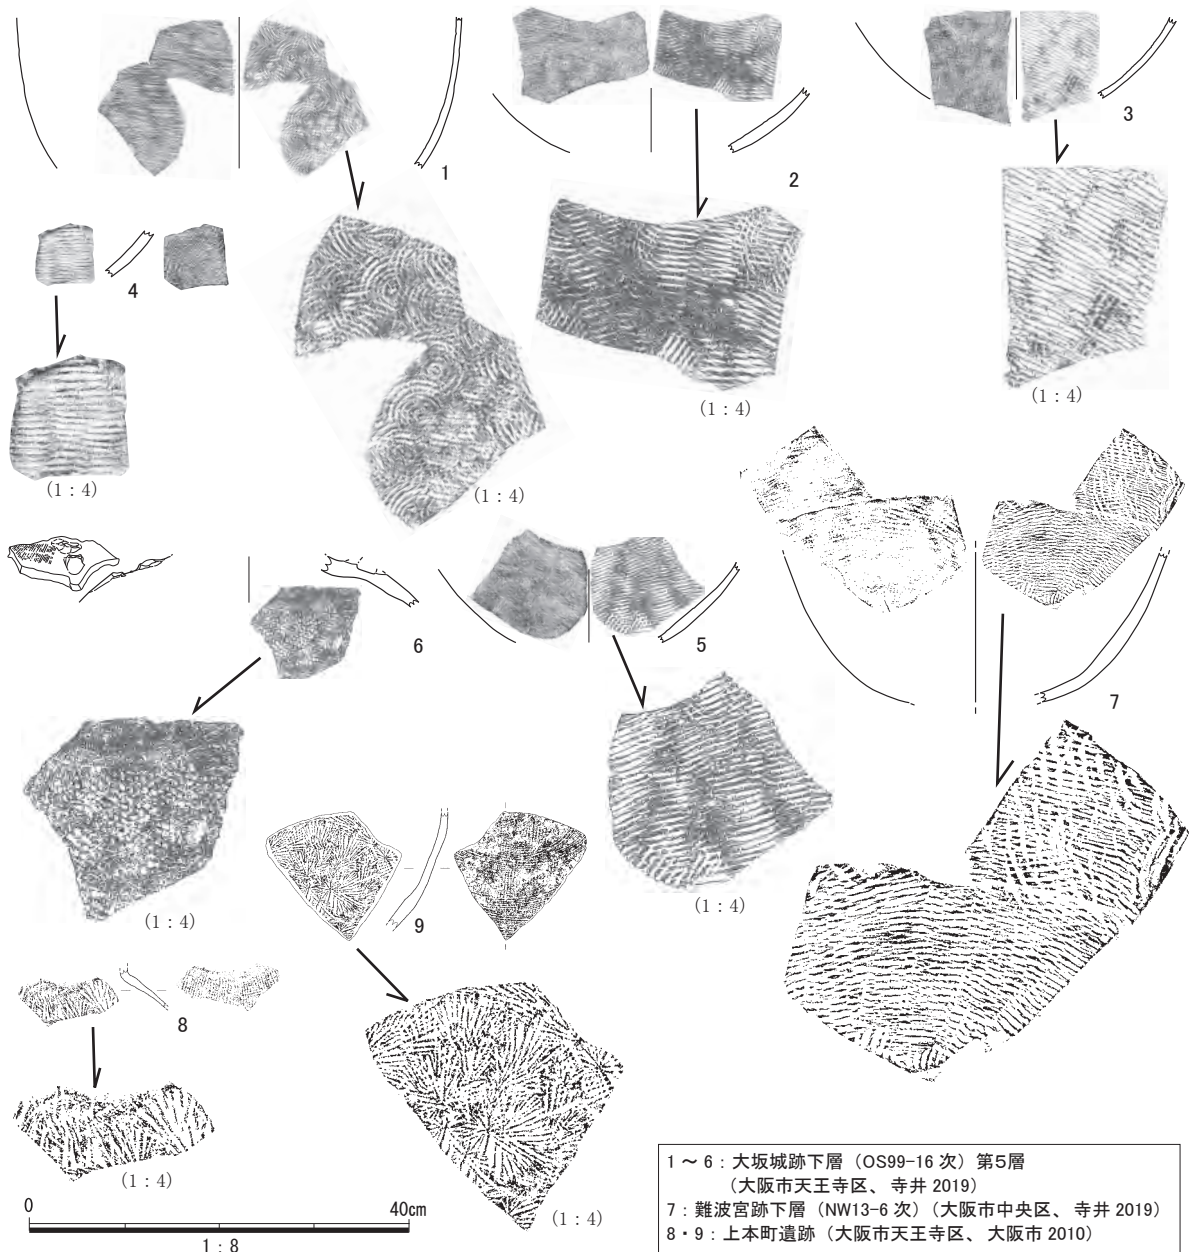 1
2
3
4
(1 : 4)
(1 : 4)
(1 : 4)
(1 : 4)
6
5
7
(1 : 4)
9
(1 : 4)
8
(1 : 4)
(1 : 4)
0 40cm
1 : 8
1 ~ 6 : 大坂城跡下層 (OS99-16 次) 第5層
(大阪市天王寺区、寺井 2019)
7 : 難波宮跡下層 (NW13-6 次) (大阪市中央区、寺井 2019)
8・9 : 上本町遺跡 (大阪市天王寺区、大阪市 2010)